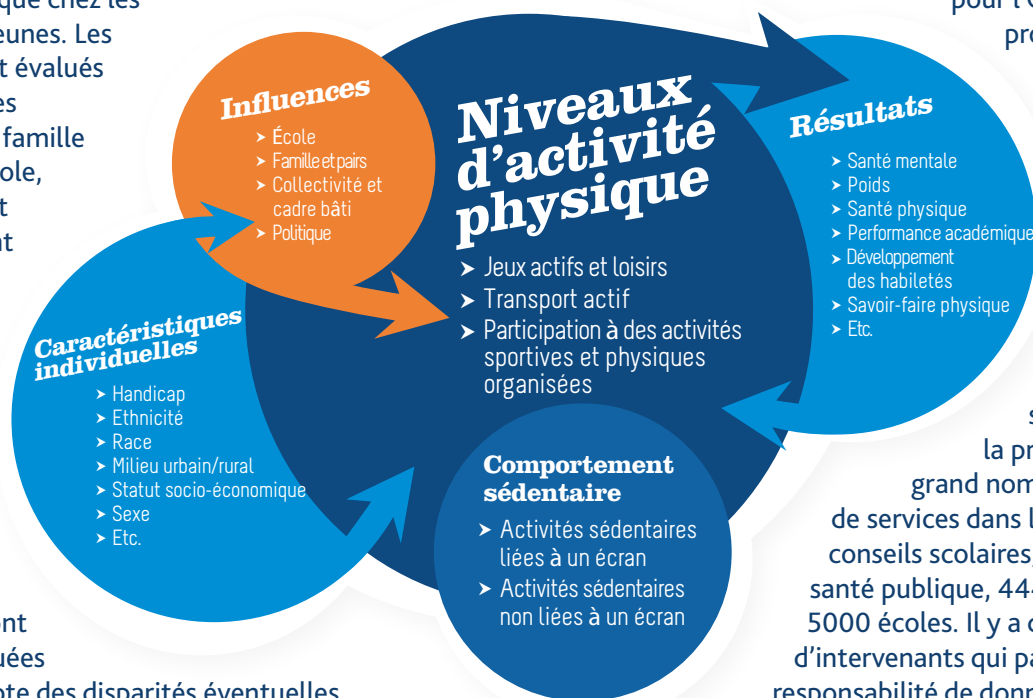 que chez les
eunes. Les
t évalués
es
famille
ole,
t
nt
Influences
➤ École
➤ Famille et pairs
➤ Collectivité et
cadre bâti
➤ Politique
Caractéristiques
individuelles
➤ Handicap
➤ Ethnicité
➤ Race
➤ Milieu urbain/rural
➤ Statut socio-économique
➤ Sexe
➤ Etc.
Niveaux
d'activité
physique
➤ Jeux actifs et loisirs
➤ Transport actif
➤ Participation à des activités
sportives et physiques
organisées
Comportement
sédentaire
➤ Activités sédentaires
liées à un écran
➤ Activités sédentaires
non liées à un écran
Résultats
➤ Santé mentale
➤ Poids
➤ Santé physique
➤ Performance académique
➤ Développement
des habiletés
➤ Savoir-faire physique
➤ Etc.
pour l'
pro
s
la pr
grand nom
de services dans l
conseils scolaires,
santé publique, 444
5000 écoles. Il y a
d'intervenants qui pa
responsabilité de donn
ont
uées
pte des disparités éventuelles